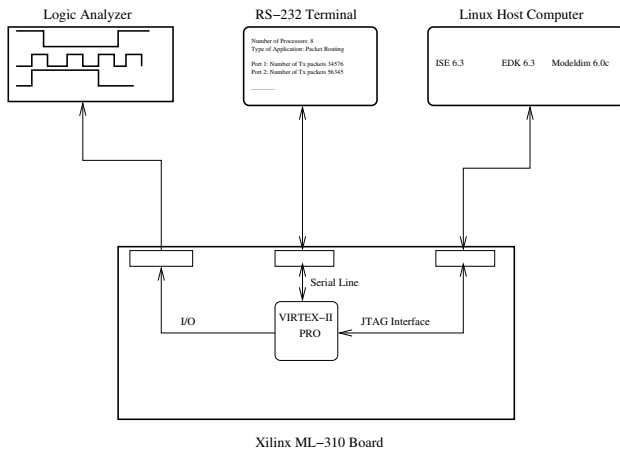 Logic Analyzer
RS-232 Terminal
Linux Host Computer
Number of Processors: 8
Type of Application: Packet Routing
Port 1: Number of Tx packets 34576
Port 2: Number of Tx packets 56345
..............
ISE 6.3
EDK 6.3
Modeldim 6.0c
Serial Line
I/O
VIRTEX-II
PRO
JTAG Interface
Xilinx ML-310 Board